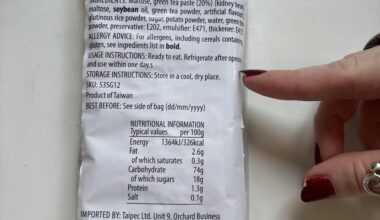 INGREDIENTS: Maltose, green tea paste (20%) (kidney bean,
maltose, soybean oil, green tea powder, artificial flavour),
glutinous rice powder, sugar, potato powder, water, green
powder, preservative: E202, emulsifier: E471, thickener:
ALLERGY ADVICE: For allergens, including cereals containing
gluten, see ingredients list in bold.
USAGE INSTRUCTIONS: Ready to eat. Refrigerate after opening
and use within one day.s
STORAGE INSTRUCTIONS: Store in a cool, dry place.
SKU: 535G12
Product of Taiwan
BEST BEFORE: See side of bag (dd/mm/yyyy)
NUTRITIONAL INFORMATION
Typical values per 100g
Energy 1364kJ/326kcal
Fat 2.6g
of which saturates 0.3g
Carbohydrate 74g
of which sugars 18g
Protein 1.3g
Salt 0.1g
IMPORTED BY: Taipec Ltd, Unit 9, Orchard Business